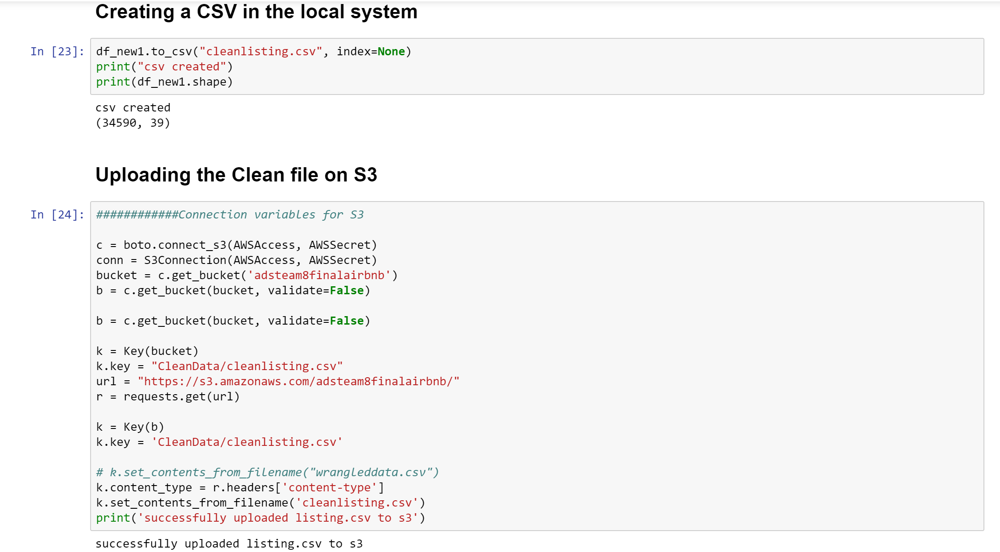 Creating a CSV in the local system
In [23]:
df_new1.to_csv("cleanlisting.csv", index=None)
print("csv created")
print(df_new1.shape)
csv created
(34590, 39)
Uploading the Clean file on S3
In [24]:
############Connection variables for S3
c = boto.connect_s3(AWSAccess, AWSSecret)
conn = S3Connection(AWSAccess, AWSSecret)
bucket = c.get_bucket('adsteam8finalairbnb')
b = c.get_bucket(bucket, validate=False)
b = c.get_bucket(bucket, validate=False)
k = Key(bucket)
k.key = "CleanData/cleanlisting.csv"
url = "https://s3.amazonaws.com/adsteam8finalairbnb/"
r = requests.get(url)
k = Key(b)
k.key = 'CleanData/cleanlisting.csv'
# k.set_contents_from_filename("wrangleddata.csv")
k.content_type = r.headers['content-type']
k.set_contents_from_filename('cleanlisting.csv')
print('successfully uploaded listing.csv to s3')
successfully uploaded listing.csv to s3